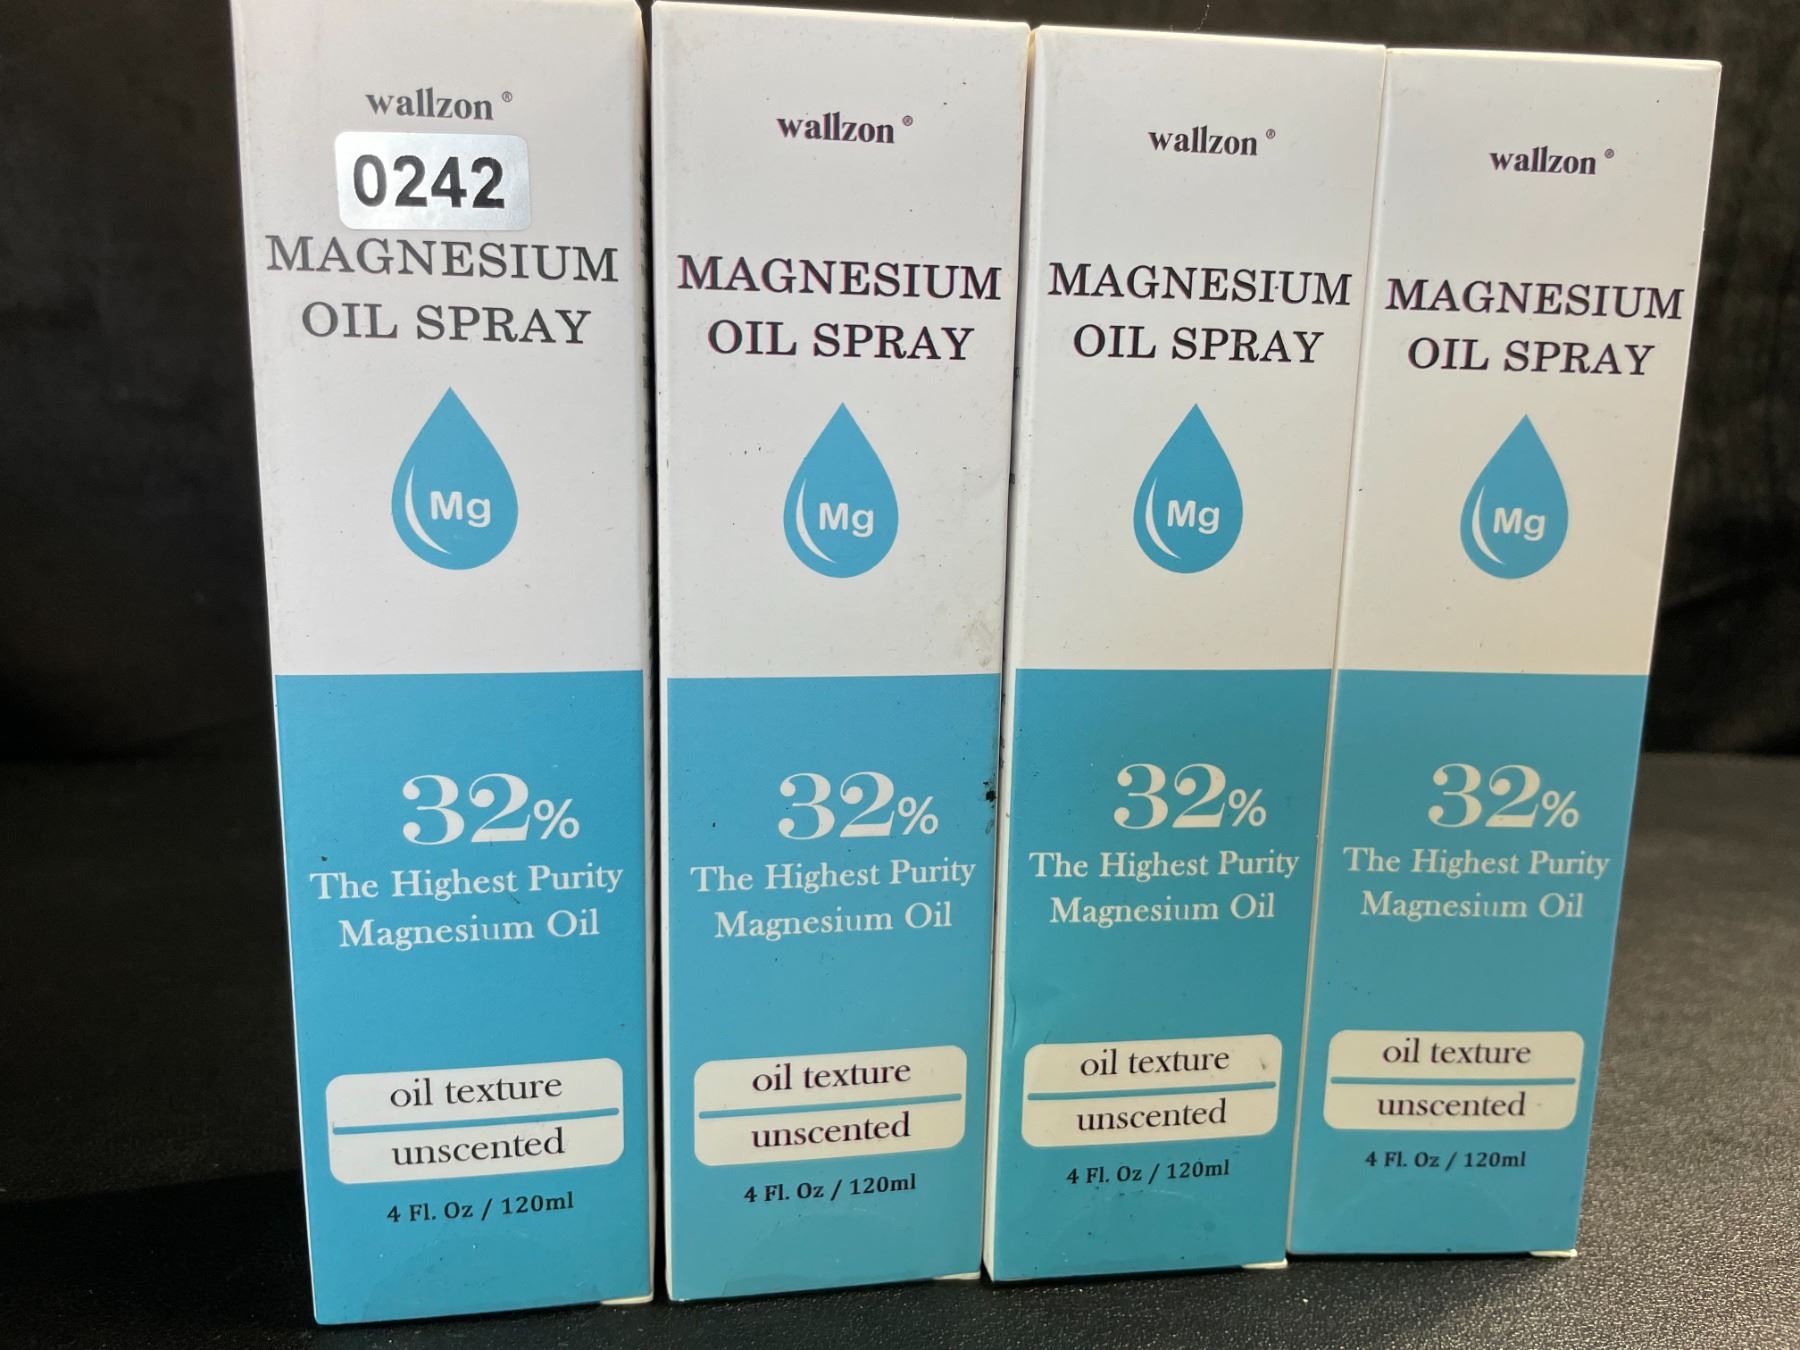 wallzon®
0242
MAGNESIUM
OIL SPRAY
Mg
32%
The Highest Purity
Magnesium Oil
oil texture
unscented
4 Fl. Oz / 120ml
wallzon®
MAGNESIUM
OIL SPRAY
Mg
32%
The Highest Purity
Magnesium Oil
oil texture
unscented
4 Fl. Oz / 120ml
wallzon®
MAGNESIUM
OIL SPRAY
Mg
32%
The Highest Purity
Magnesium Oil
oil texture
unscented
4 Fl. Oz / 120ml
wallzon®
MAGNESIUM
OIL SPRAY
Mg
32%
The Highest Purity
Magnesium Oil
oil texture
unscented
4 Fl. Oz / 120ml